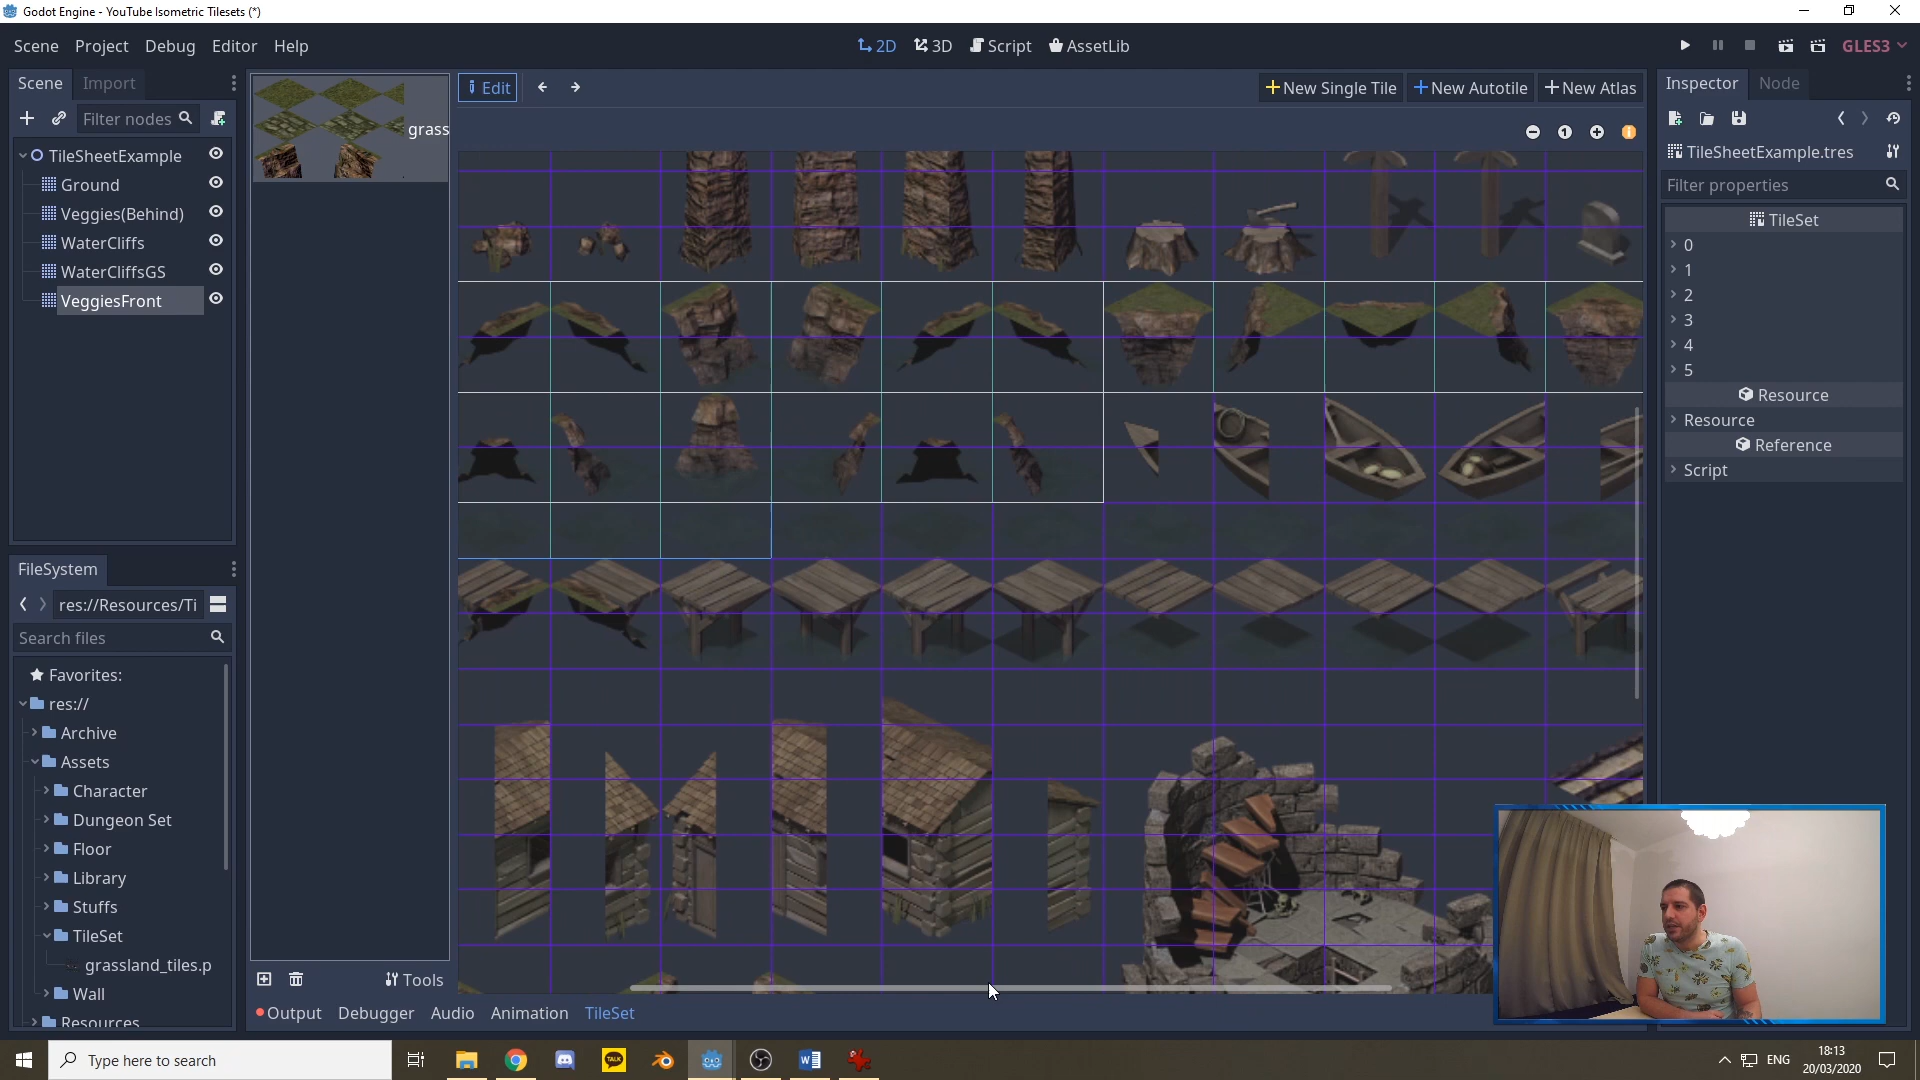 Godot Engine - YouTube Isometric Tilesets (*)
Scene Project Debug Editor Help
2D 3D Script AssetLib
GLES3
Scene Import
Filter nodes
TileSheetExample
Ground
Veggies(Behind)
WaterCliffs
WaterCliffsGS
VeggiesFront
FileSystem
res://Resources/Ti
Search files
Favorites:
res://
Archive
Assets
Character
Dungeon Set
Floor
Library
Stuffs
TileSet
grassland_tiles.p
Wall
Resources
grass
Tools
Edit
New Single Tile New Autotile New Atlas
1
Output Debugger Audio Animation TileSet
Inspector Node
TileSheetExample.tres
Filter properties
TileSet
0
1
2
3
4
5
Resource
Resource
Reference
Script
Type here to search
TALK
W
ENG
18:13
20/03/2020